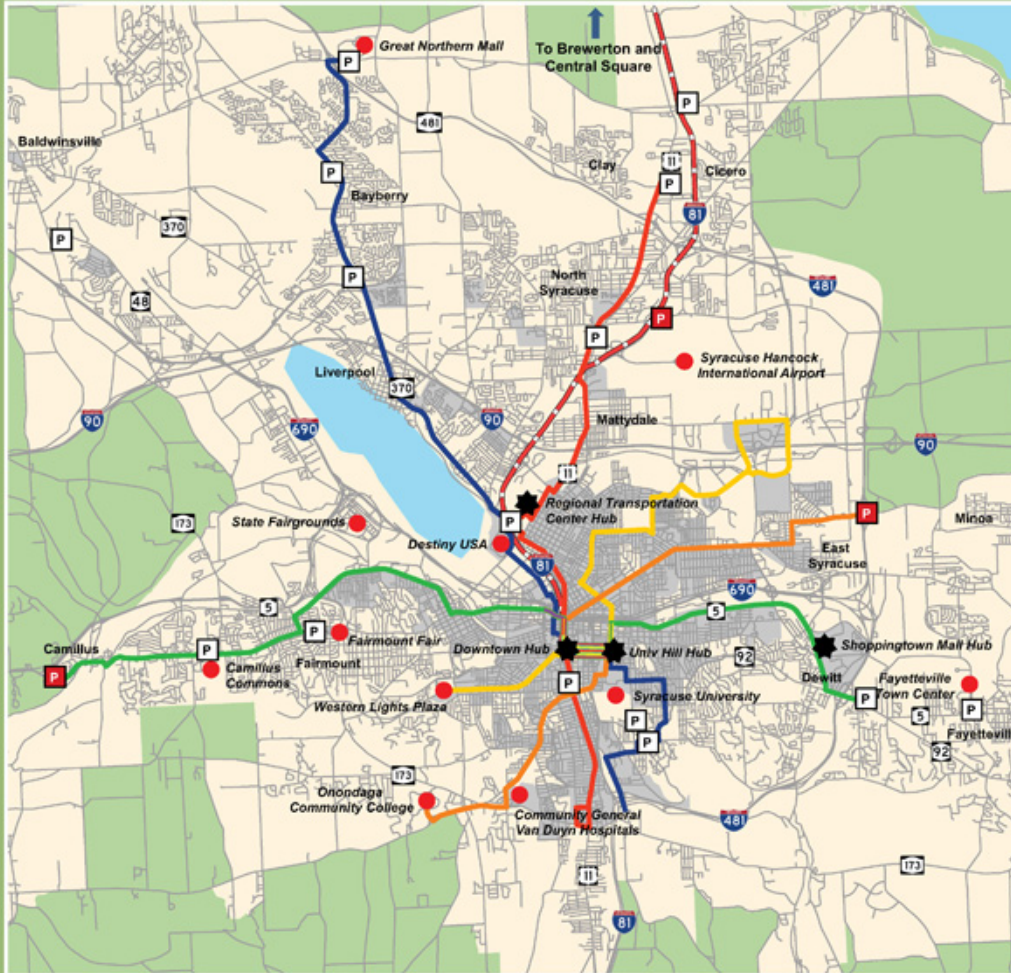 To Brewerton and
Central Square
Great Northern Mall
P
P
481
Baldwinsville
Clay
11
Cicero
P
P
Bayberry
81
370
P
48
North
Syracuse
481
P
P
P
Syracuse Hancock
International Airport
Liverpool
370
90
690
90
Mattydale
90
11
Regional Transportation
Center Hub
P
P
Minoa
173
State Fairgrounds
Destiny USA
81
East
Syracuse
690
5
5
Camillus
P
P
P
Fairmount Fair
Fairmount
Camillus
Commons
Downtown Hub
Univ Hill Hub
92
Shoppingtown Mall Hub
Dewitt
Fayetteville
Town Center
P
P
5
92
Fayettevill
Western Lights Plaza
P
Syracuse University
P
P
173
Onondaga
Community College
Community General
Van Duyn Hospitals
481
11
173
81